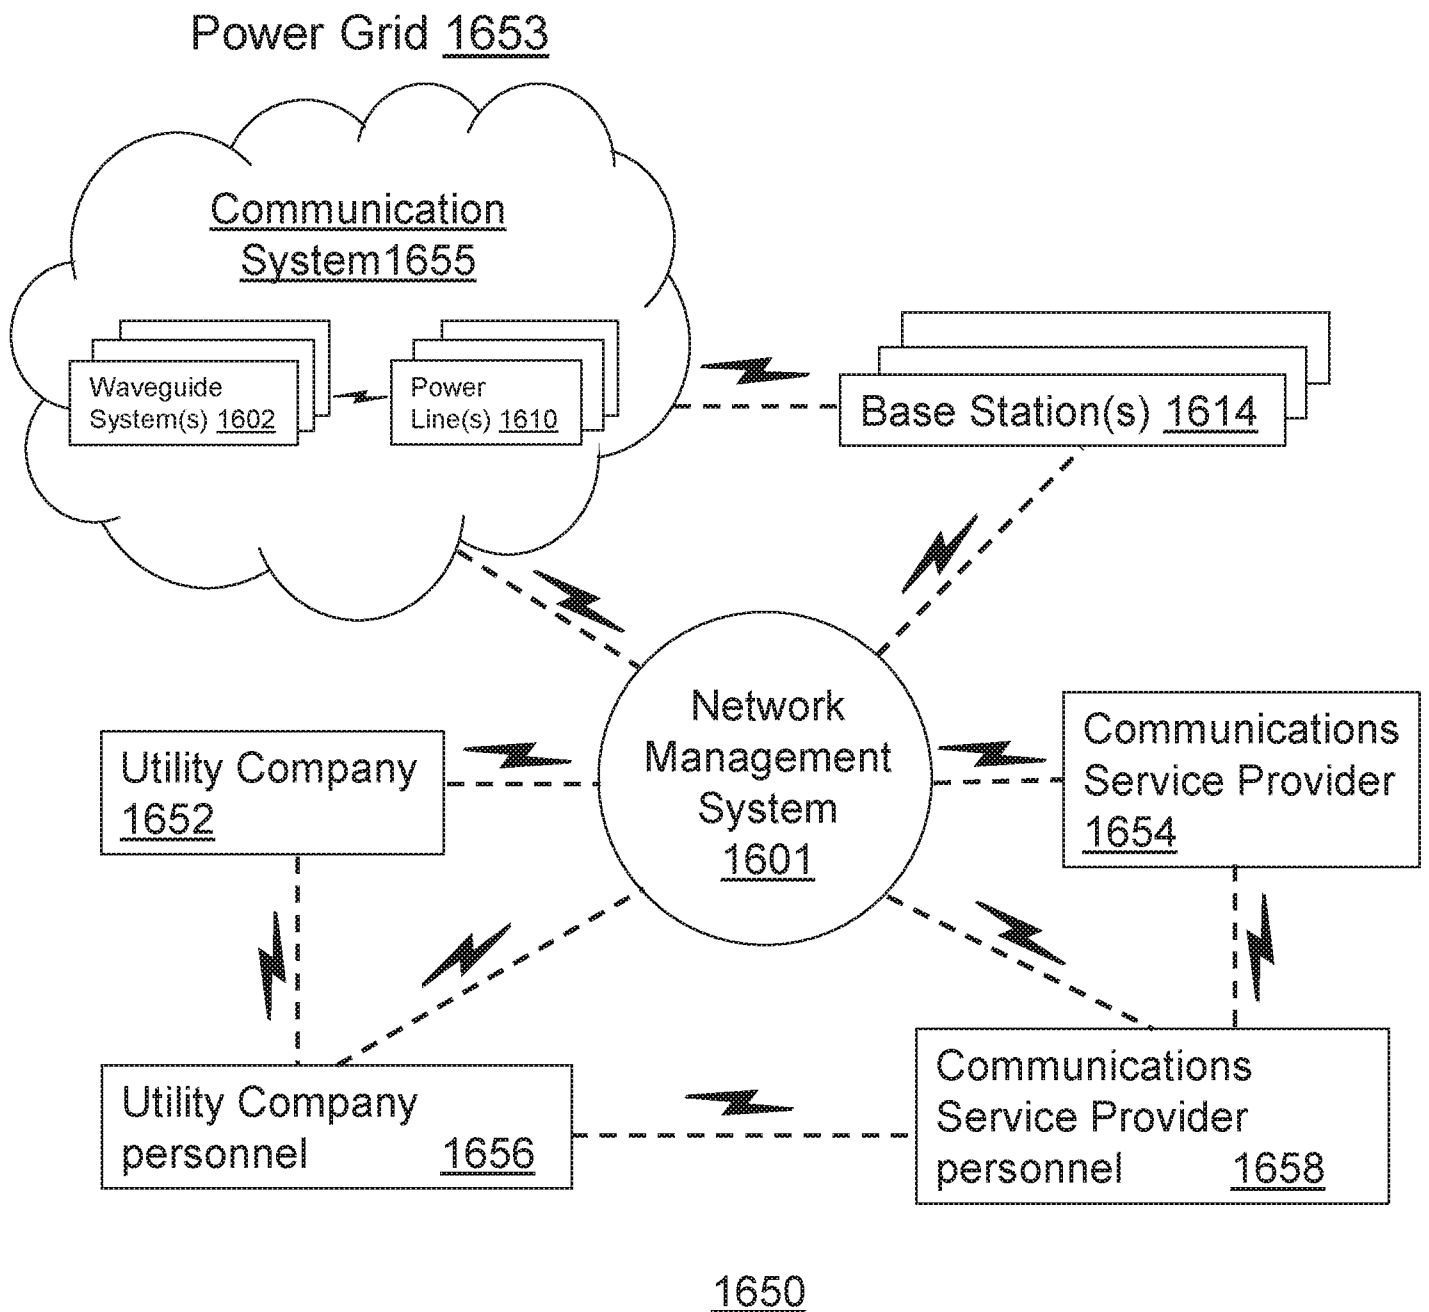 Power Grid 1653
Communication
System1655
Waveguide
System(s) 1602
Power
Line(s) 1610
Base Station(s) 1614
Network
Management
System
1601
Communications
Service Provider
1654
Utility Company
1652
Utility Company
personnel 1656
Communications
Service Provider
personnel 1658
1650